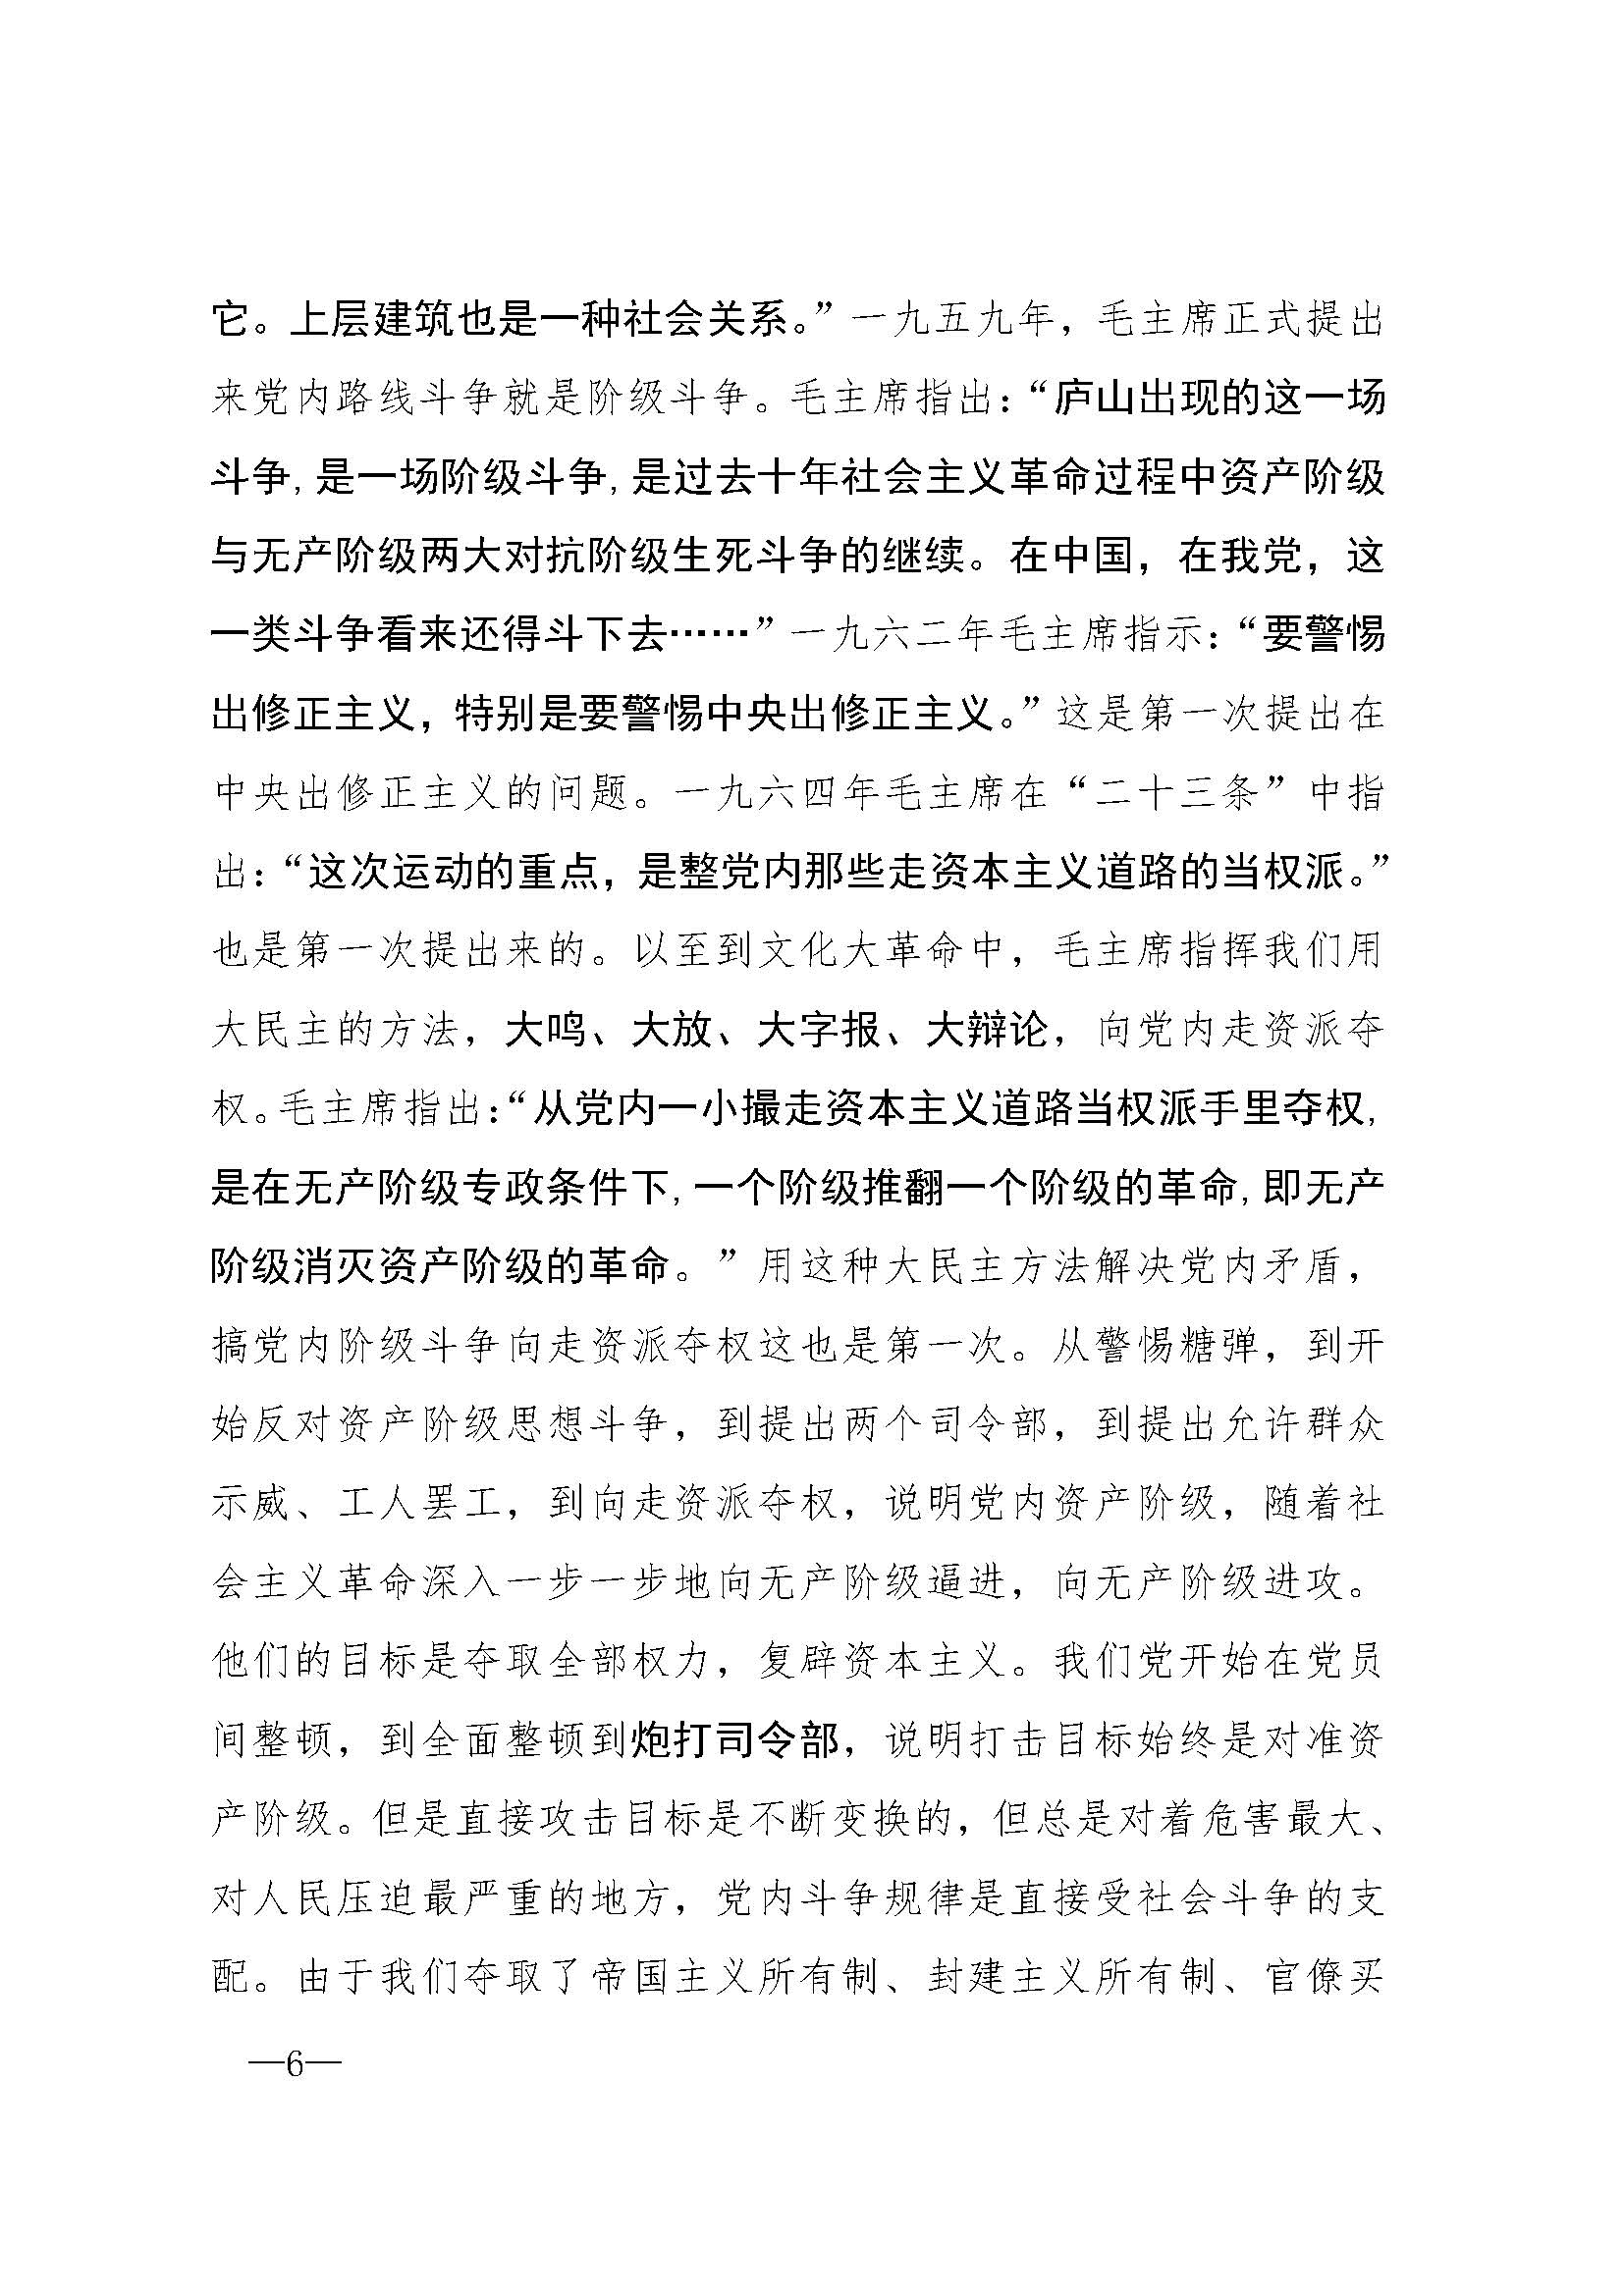 它。上层建筑也是一种社会关系。”一九五九年，毛主席正式提出
来党内路线斗争就是阶级斗争。毛主席指出：“庐山出现的这一场
斗争，是一场阶级斗争，是过去十年社会主义革命过程中资产阶级
与无产阶级两大对抗阶级生死斗争的继续。在中国，在我党，这
一类斗争看来还得斗下去……”一九六二年毛主席指示：“要警惕
出修正主义，特别是要警惕中央出修正主义。”这是第一次提出在
中央出修正主义的问题。一九六四年毛主席在“二十三条”中指
出：“这次运动的重点，是整党内那些走资本主义道路的当权派。”
也是第一次提出来的。以至到文化大革命中，毛主席指挥我们用
大民主的方法，大鸣、大放、大字报、大辩论，向党内走资派夺
权。毛主席指出：“从党内一小撮走资本主义道路当权派手里夺权，
是在无产阶级专政条件下，一个阶级推翻一个阶级的革命，即无产
阶级消灭资产阶级的革命。”用这种大民主方法解决党内矛盾，
搞党内阶级斗争向走资派夺权这也是第一次。从警惕糖弹，到开
始反对资产阶级思想斗争，到提出两个司令部，到提出允许群众
示威、工人罢工，到向走资派夺权，说明党内资产阶级，随着社
会主义革命深入一步一步地向无产阶级逼进，向无产阶级进攻。
他们的目标是夺取全部权力，复辟资本主义。我们党开始在党员
间整顿，到全面整顿到炮打司令部，说明打击目标始终是对准资
产阶级。但是直接攻击目标是不断变换的，但总是对着危害最大、
对人民压迫最严重的地方，党内斗争规律是直接受社会斗争的支
配。由于我们夺取了帝国主义所有制、封建主义所有制、官僚买
—6—